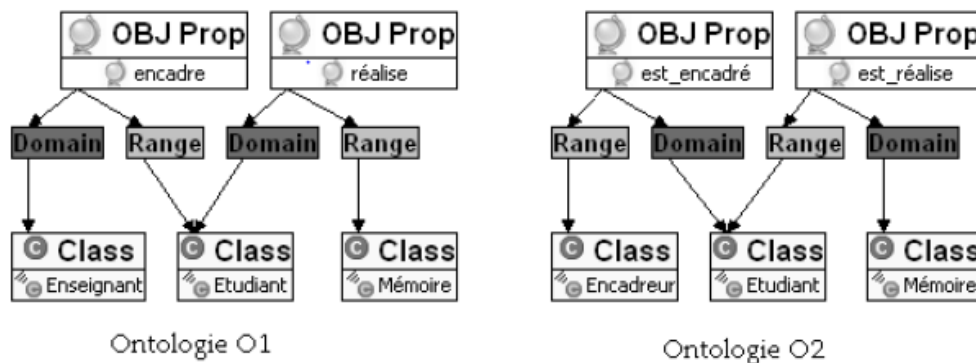 OBJ Prop OBJ Prop OBJ Prop OBJ Prop
encadre réalise est_encadré est_réalise
Domain Range Domain Range Range Domain Range Domain
Class Class Class Class Class Class
Enseignant Etudiant Mémoire Encadreur Etudiant Mémoire
Ontologie O1 Ontologie O2